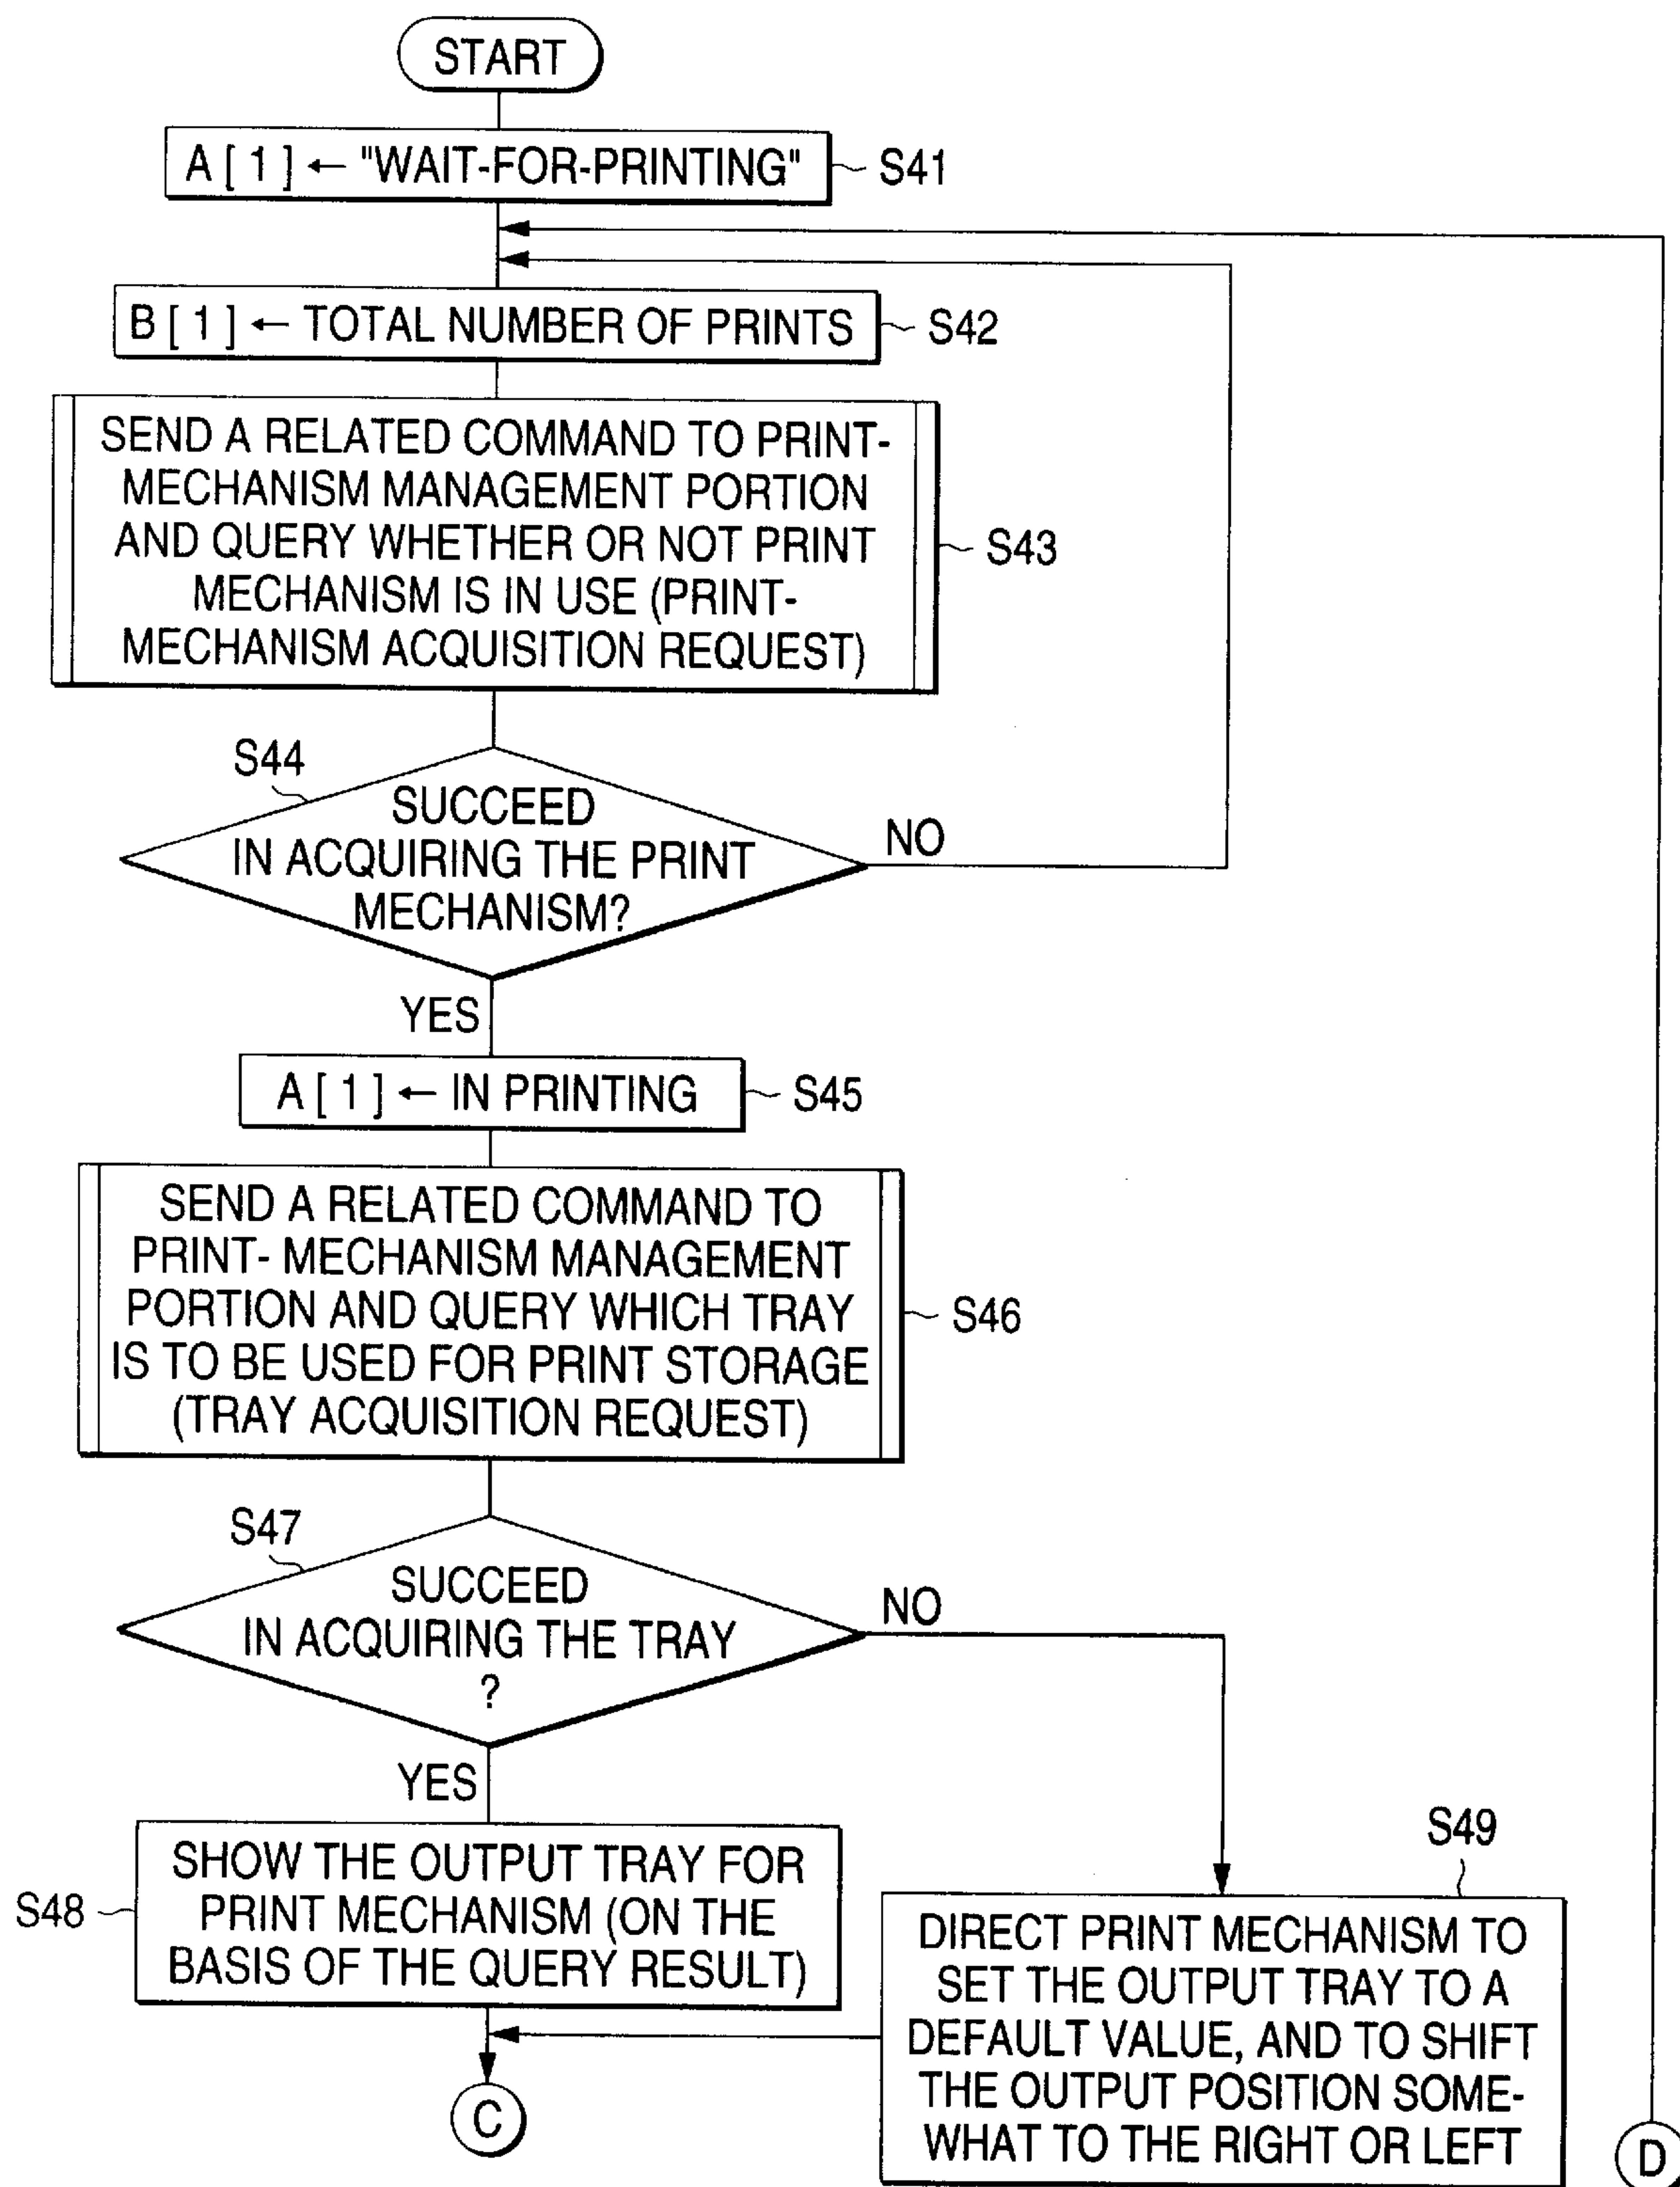 START
A [ 1 ] ← "WAIT-FOR-PRINTING"
S41
B [ 1 ] ← TOTAL NUMBER OF PRINTS
S42
SEND A RELATED COMMAND TO PRINT-
MECHANISM MANAGEMENT PORTION
AND QUERY WHETHER OR NOT PRINT
MECHANISM IS IN USE (PRINT-
MECHANISM ACQUISITION REQUEST)
S43
S44
SUCCEED
IN ACQUIRING THE PRINT
MECHANISM?
NO
YES
A [ 1 ] ← IN PRINTING
S45
SEND A RELATED COMMAND TO
PRINT- MECHANISM MANAGEMENT
PORTION AND QUERY WHICH TRAY
IS TO BE USED FOR PRINT STORAGE
(TRAY ACQUISITION REQUEST)
S46
S47
SUCCEED
IN ACQUIRING THE TRAY
?
NO
YES
SHOW THE OUTPUT TRAY FOR
PRINT MECHANISM (ON THE
BASIS OF THE QUERY RESULT)
S48
S49
DIRECT PRINT MECHANISM TO
SET THE OUTPUT TRAY TO A
DEFAULT VALUE, AND TO SHIFT
THE OUTPUT POSITION SOME-
WHAT TO THE RIGHT OR LEFT
C
D